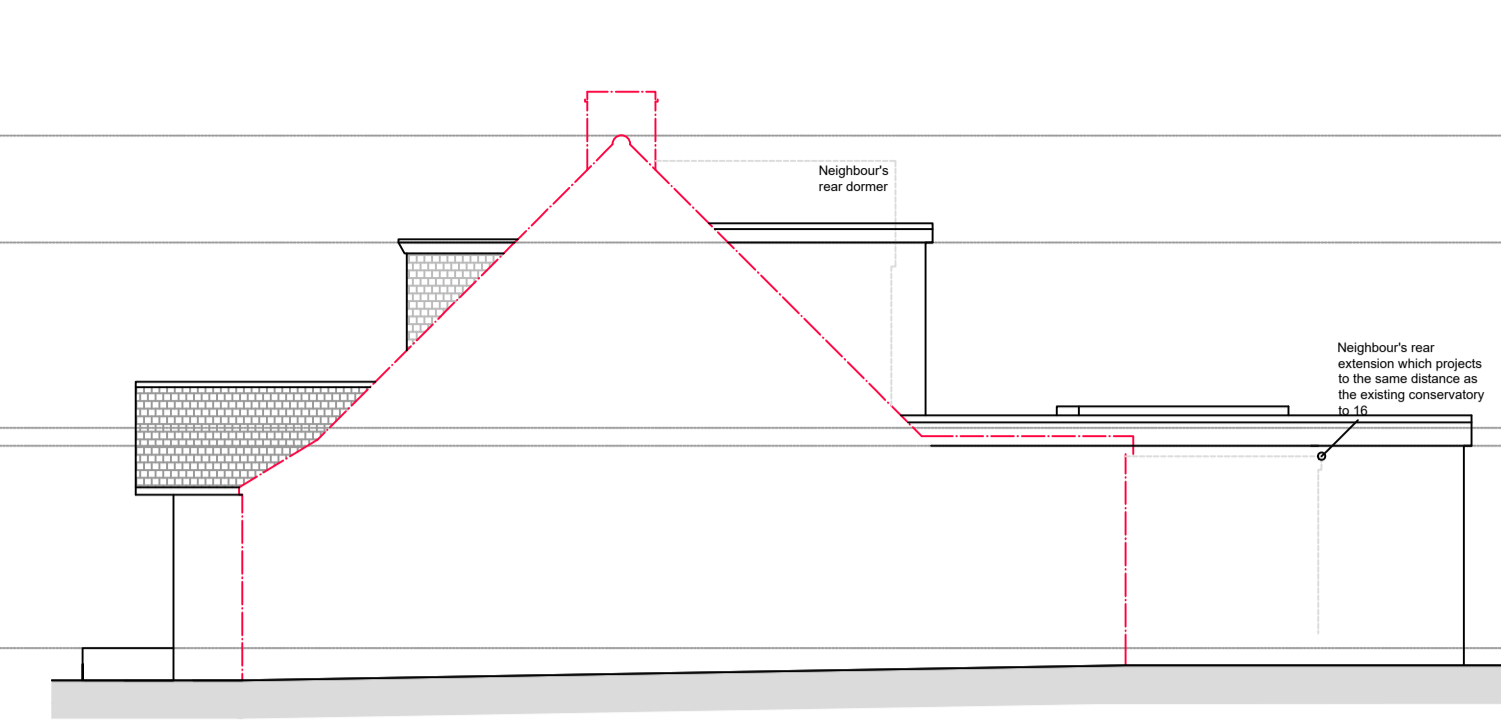 Neighbour's
rear dormer
Neighbour's rear
extension which projects
to the same distance as
the existing conservatory
to 16